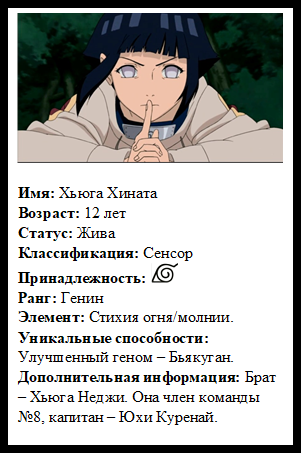 Имя: Хьюга Хината
Возраст: 12 лет
Статус: Жива
Классификация: Сенсор
Принадлежность:
Ранг: Генин
Элемент: Стихия огня/молнии.
Уникальные способности:
Улучшенный геном – Бьякуган.
Дополнительная информация: Брат
– Хьюга Неджи. Она член команды
№8, капитан – Юхи Куренай.